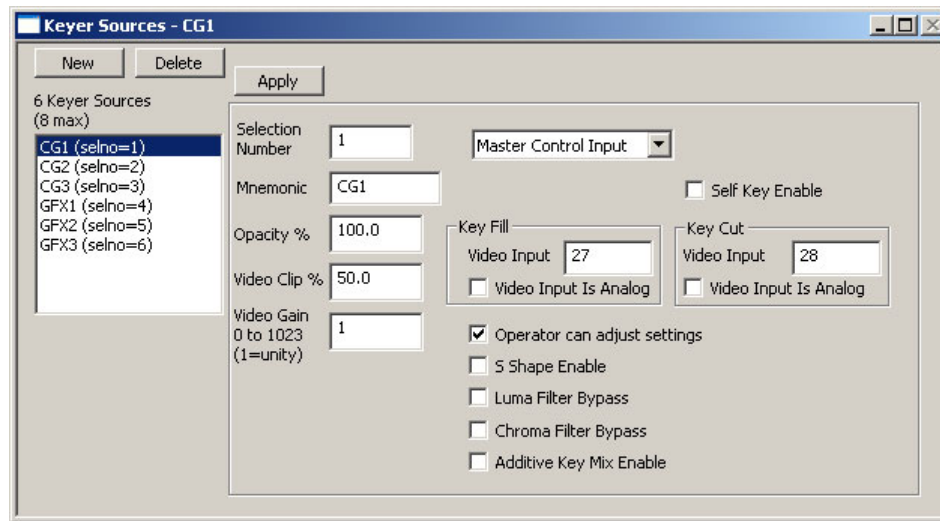 Keyer Sources - CG1
New Delete
Apply
6 Keyer Sources
(8 max)
CG1 (selno=1)
CG2 (selno=2)
CG3 (selno=3)
GFX1 (selno=4)
GFX2 (selno=5)
GFX3 (selno=6)
Selection
Number
1
Master Control Input
Mnemonic
CG1
Self Key Enable
Opacity %
100.0
Key Fill
Video Input 27
Video Input Is Analog
Key Cut
Video Input 28
Video Input Is Analog
Video Clip %
50.0
Video Gain
0 to 1023
(1=unity)
1
Operator can adjust settings
S Shape Enable
Luma Filter Bypass
Chroma Filter Bypass
Additive Key Mix Enable